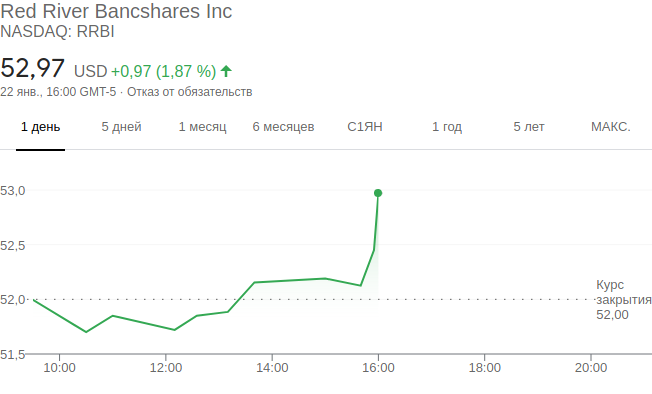 Red River Bancshares Inc
NASDAQ: RRBI
52,97 USD +0,97 (1,87 %)
22 янв., 16:00 GMT-5 · Отказ от обязательств
1 день 5 дней 1 месяц 6 месяцев С1ЯН 1 год 5 лет МАКС.
53,0
52,5
Курс
52,0 закрытия
52,00
51,5
10:00 12:00 14:00 16:00 18:00 20:00